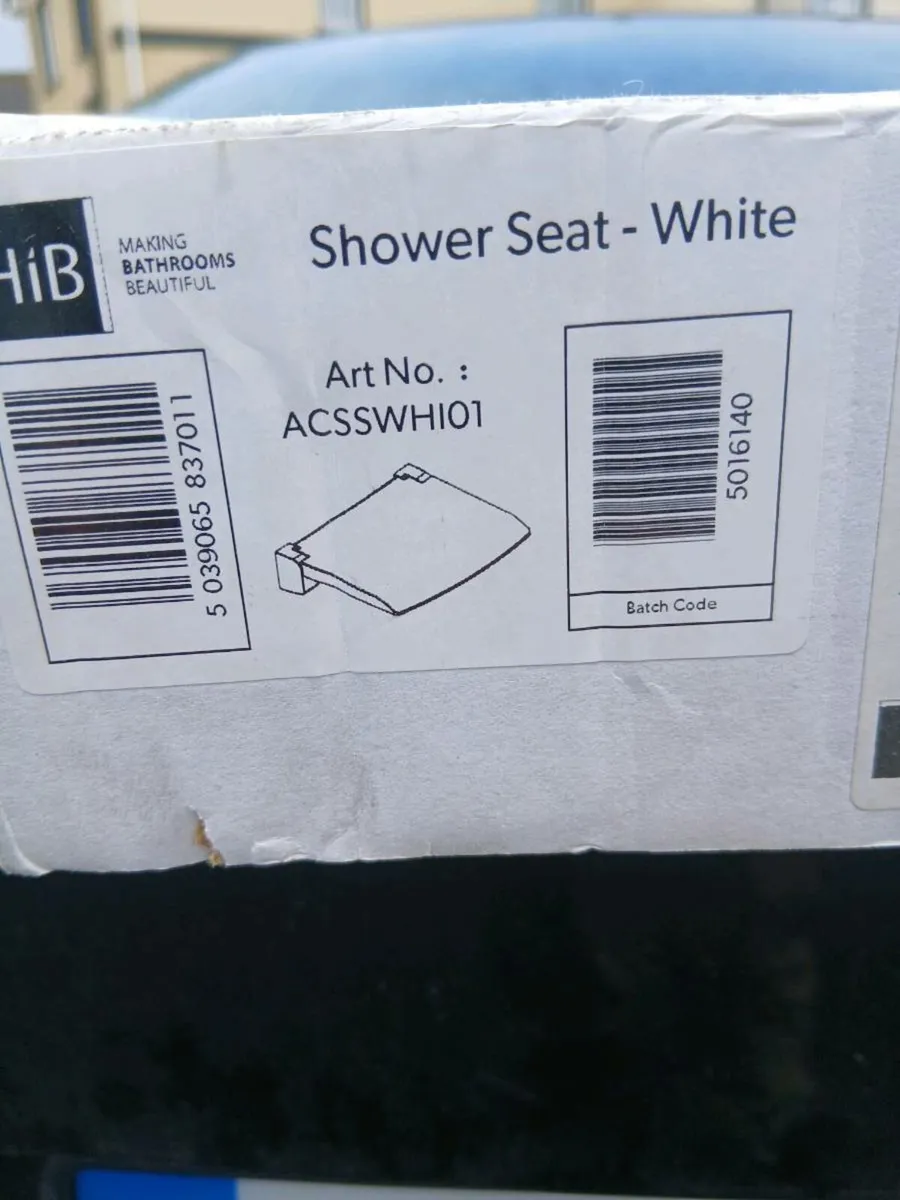 HiB
MAKING
BATHROOMS
BEAUTIFUL
Shower Seat - White
Art No. :
ACSSWHI01
5 039065 837011
5016140
Batch Code